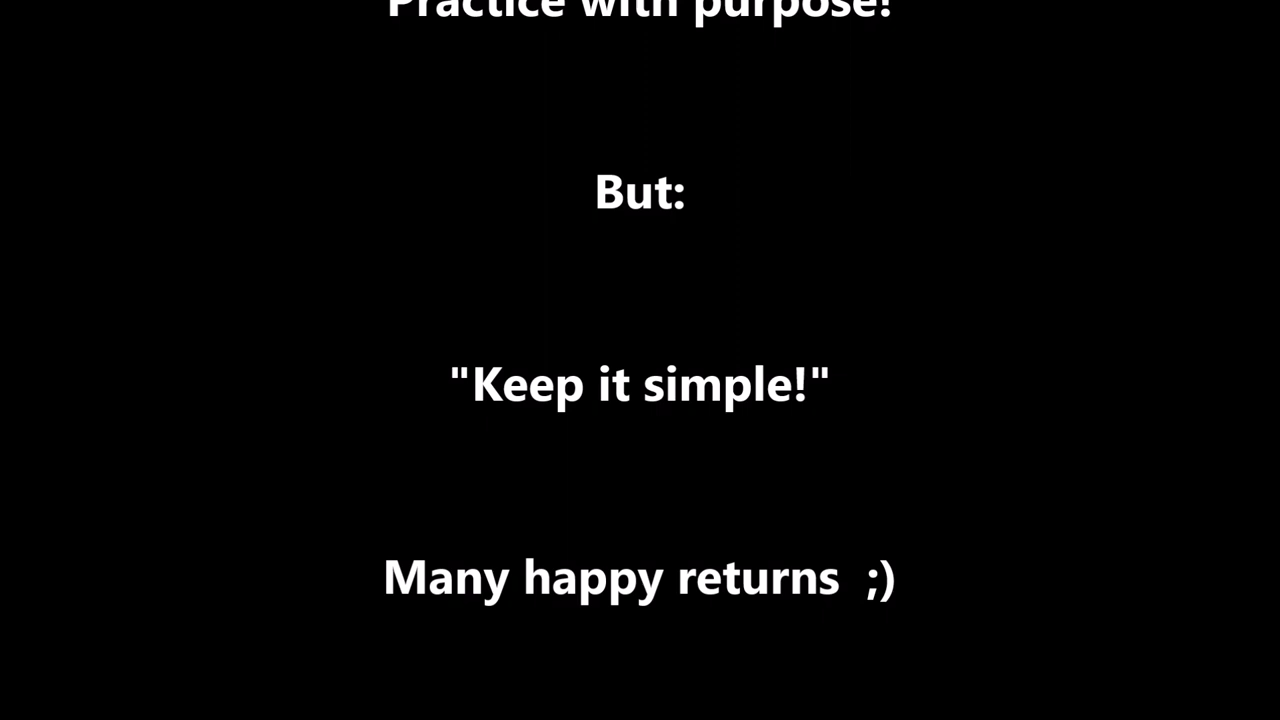 Practice with purpose!
But:
"Keep it simple!"
Many happy returns  ;)